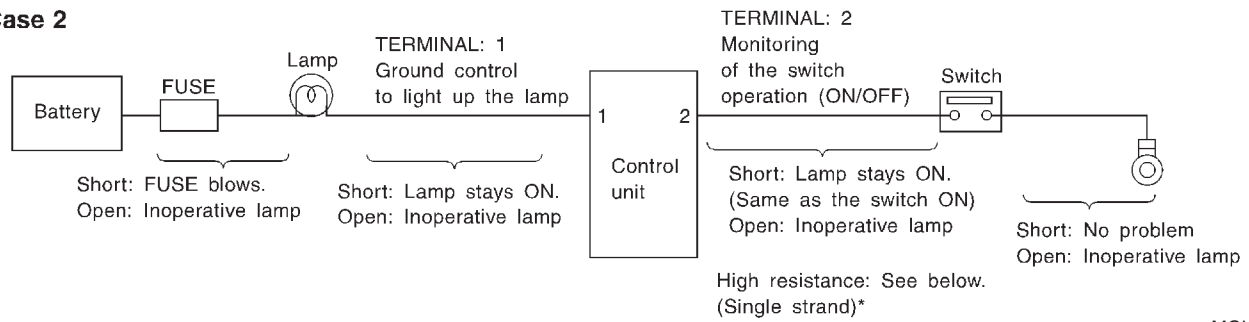 Case 2
Battery
FUSE
Lamp
TERMINAL: 1
Ground control
to light up the lamp
1
2
Control
unit
TERMINAL: 2
Monitoring
of the switch
operation (ON/OFF)
Switch
Short: FUSE blows.
Open: Inoperative lamp
Short: Lamp stays ON.
Open: Inoperative lamp
Short: Lamp stays ON.
(Same as the switch ON)
Open: Inoperative lamp
High resistance: See below.
(Single strand)*
Short: No problem
Open: Inoperative lamp